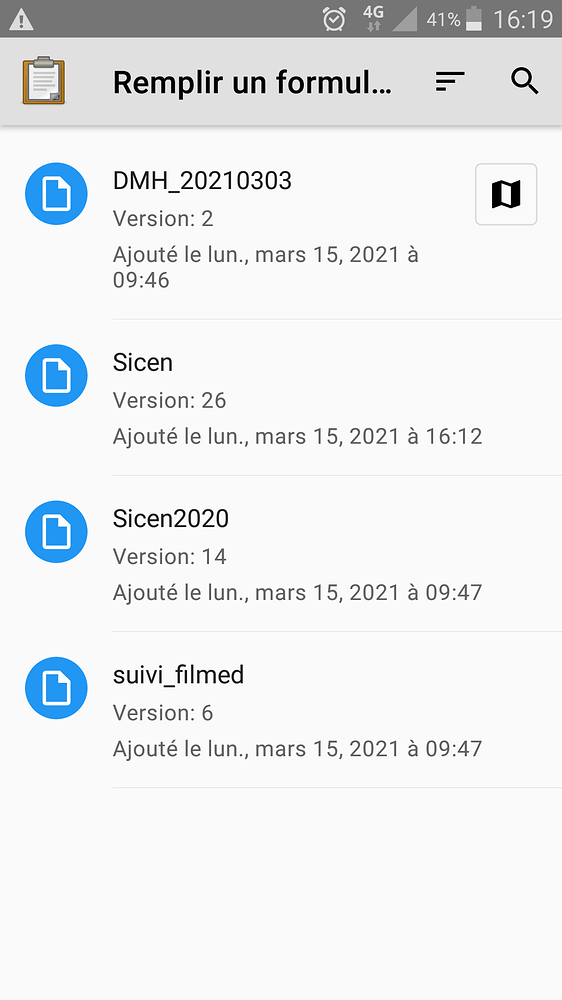 4G 41% 16:19
Remplir un formul...
DMH_20210303
Version: 2
Ajouté le lun., mars 15, 2021 à
09:46
Sicen
Version: 26
Ajouté le lun., mars 15, 2021 à 16:12
Sicen2020
Version: 14
Ajouté le lun., mars 15, 2021 à 09:47
suivi_filmed
Version: 6
Ajouté le lun., mars 15, 2021 à 09:47